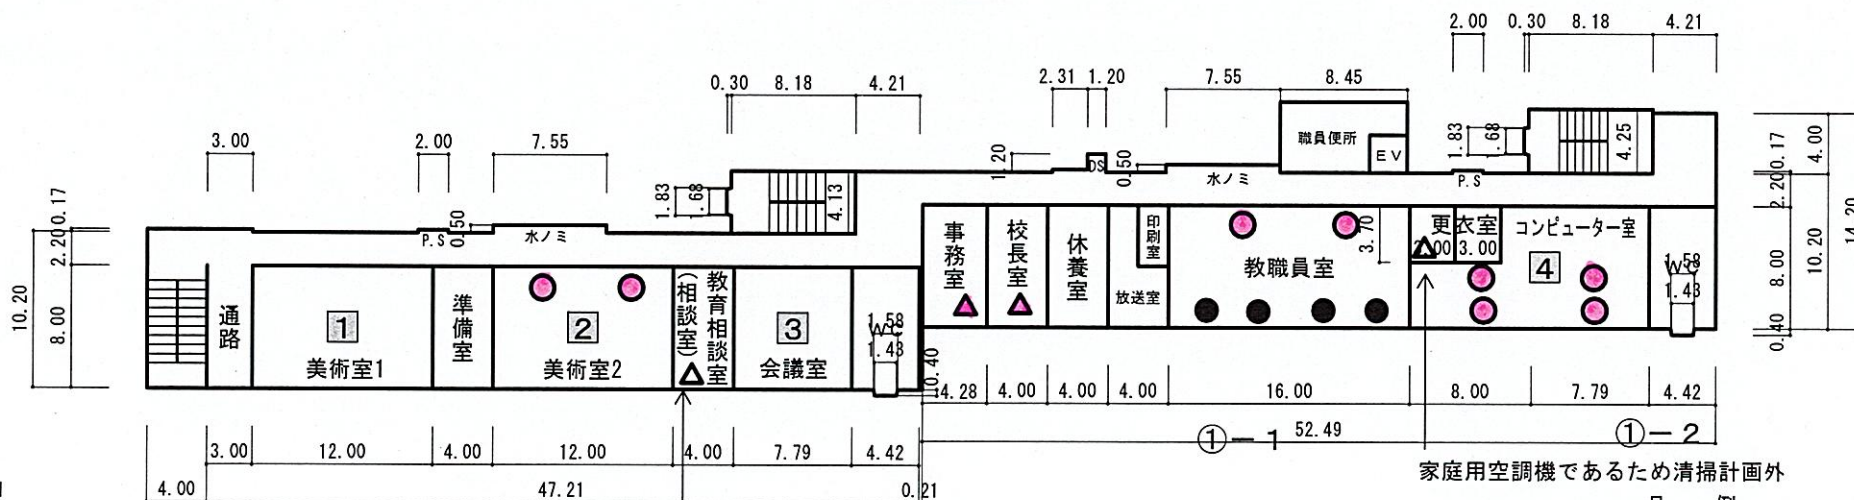 2.00 0.30 8.18 4.21
0.30 8.18 4.21
2.31 1.20
7.55 8.45
3.00 2.00 7.55
職員便所
EV
1.83 1.68 4.25
0.17 4.00
2.20
1.20 DS 0.50
水ノミ
P.S
1.83 1.68 4.13
0.17
2.20
P.S 0.50
水ノミ
事務室
校長室
休養室
印刷室
放送室
教職員室
3.70
更衣室
2.00 3.00
コンピューター室
4
WC
1.58
1.43
8.00 10.20 14.20
0.40
10.20 8.00
通路
1
美術室1
準備室
2
美術室2
教育相談室
(相談室)
3
会議室
WC
1.58
1.43
0.40
4.28 4.00 4.00 4.00 16.00 8.00 7.79 4.42
①-1 52.49 ①-2
3.00 12.00 4.00 12.00 4.00 7.79 4.42
家庭用空調機であるため清掃計画外
4.00 47.21 0.21